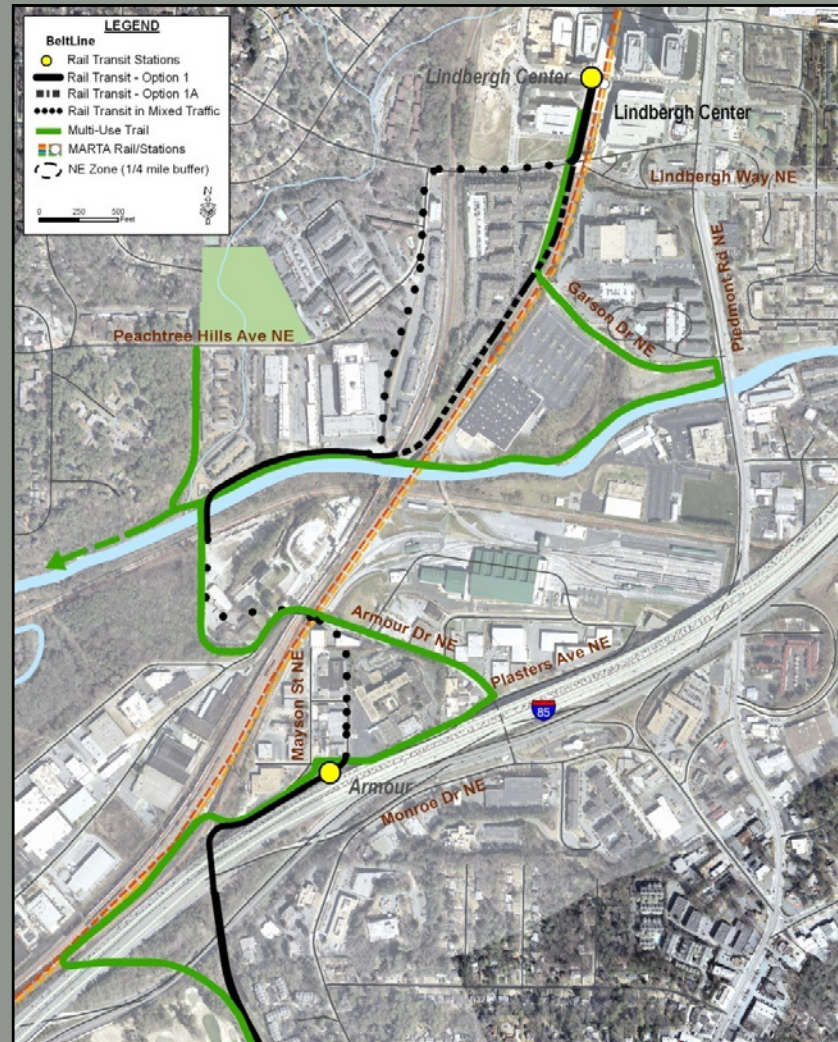 LEGEND
BeltLine
Rail Transit Stations
Rail Transit - Option 1
Rail Transit - Option 1A
Rail Transit in Mixed Traffic
Multi-Use Trail
MARTA Rail/Stations
NE Zone (1/4 mile buffer)
N
0 250 500
Feet
Lindbergh Center
Lindbergh Center
Lindbergh Way NE
Piedmont Rd NE
Garson Dr NE
Peachtree Hills Ave NE
Armour Dr NE
Plasters Ave NE
Mayson St NE
85
Armour
Monroe Dr NE